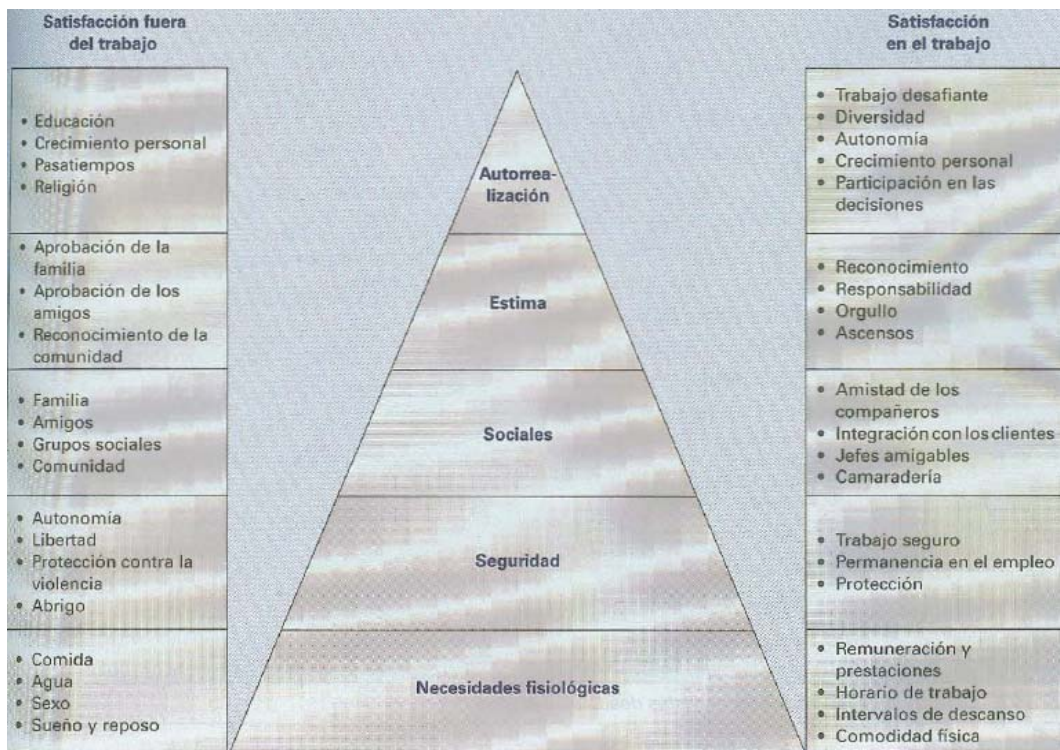 Satisfacción fuera
del trabajo
Satisfacción
en el trabajo
• Educación
• Crecimiento personal
• Pasatiempos
• Religión
Autorrea-
lización
• Trabajo desafiante
• Diversidad
• Autonomía
• Crecimiento personal
• Participación en las
decisiones
• Aprobación de la
familia
• Aprobación de los
amigos
• Reconocimiento de la
comunidad
Estima
• Reconocimiento
• Responsabilidad
• Orgullo
• Ascensos
• Familia
• Amigos
• Grupos sociales
• Comunidad
Sociales
• Amistad de los
compañeros
• Integración con los clientes
• Jefes amigables
• Camaradería
• Autonomía
• Libertad
• Protección contra la
violencia
• Abrigo
Seguridad
• Trabajo seguro
• Permanencia en el empleo
• Protección
• Comida
• Agua
• Sexo
• Sueño y reposo
Necesidades fisiológicas
• Remuneración y
prestaciones
• Horario de trabajo
• Intervalos de descanso
• Comodidad física